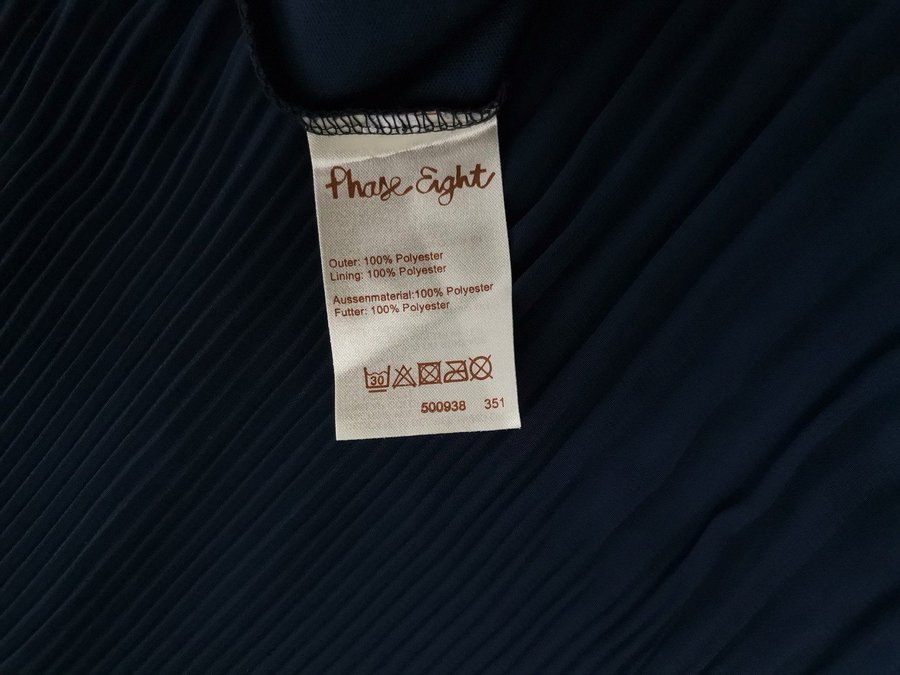 Phase Eight
Outer: 100% Polyester
Lining: 100% Polyester
Aussenmaterial:100% Polyester
Futter: 100% Polyester
30
500938 351